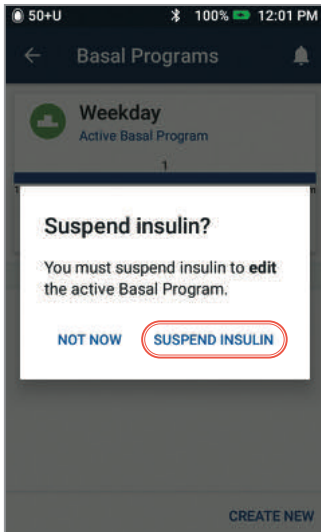 50+U 100% 12:01 PM
Basal Programs
Weekday
Active Basal Program
1
Suspend insulin?
You must suspend insulin to edit
the active Basal Program.
NOT NOW SUSPEND INSULIN
CREATE NEW